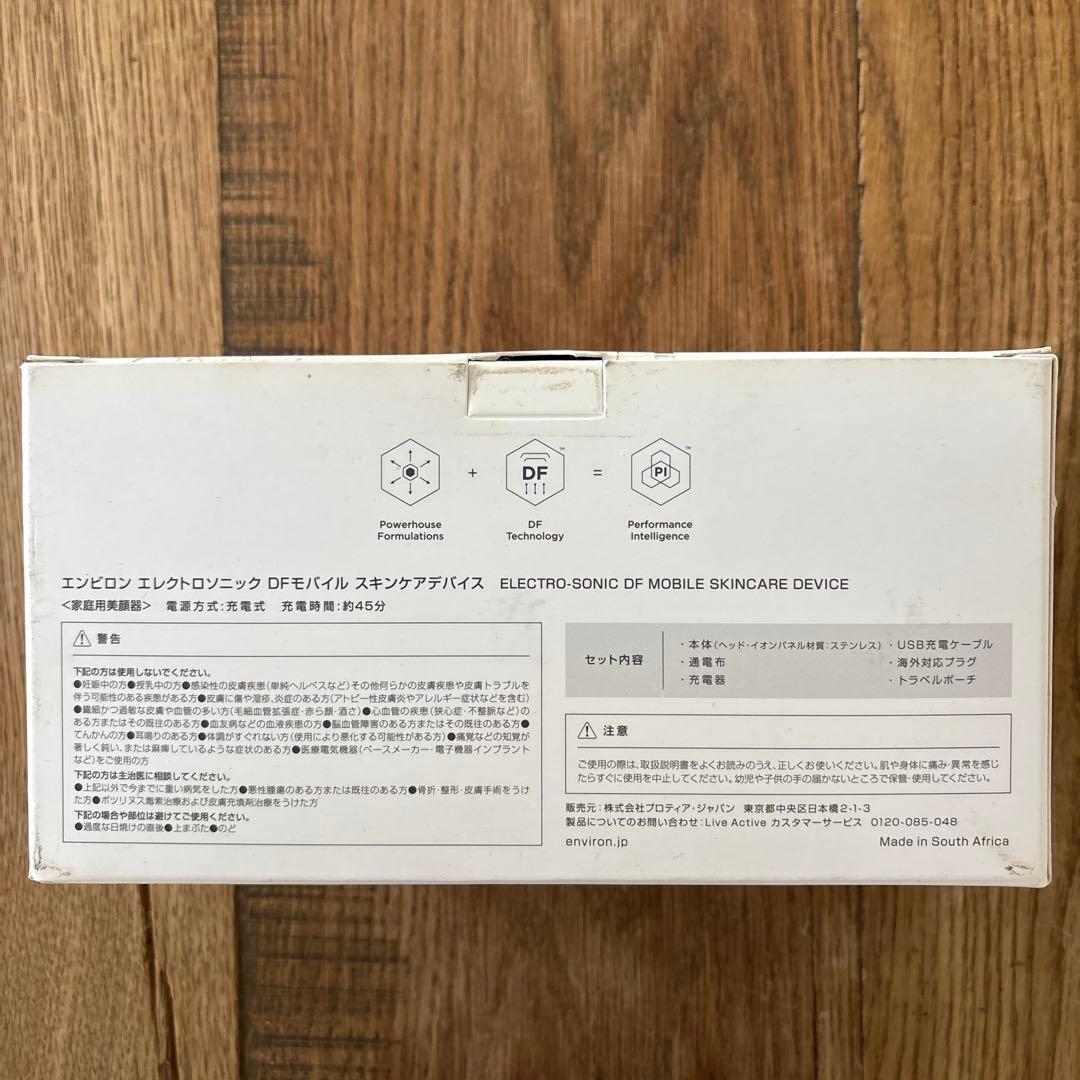 DF
PI
+
=
TM
TM
Powerhouse Formulations
DF Technology
Performance Intelligence
エンビロン エレクトロソニック DFモバイル スキンケアデバイス ELECTRO-SONIC DF MOBILE SKINCARE DEVICE
<家庭用美顔器> 電源方式:充電式 充電時間:約45分
警告
下記の方は使用しないでください。
●妊娠中の方●授乳中の方●感染性の皮膚疾患(単純ヘルペスなど)その他何らかの皮膚疾患や皮膚トラブルを
伴う可能性のある疾患がある方●皮膚に傷や湿疹、炎症のある方(アトピー性皮膚炎やアレルギー症状などを含む)
●繊細かつ過敏な皮膚や血管の多い方(毛細血管拡張症・赤ら顔・酒さ)●心血管の疾患(狭心症・不整脈など)の
ある方またはその既往のある方●血友病などの血液疾患の方●脳血管障害のある方またはその既往のある方●
てんかんの方●耳鳴りのある方●体調がすぐれない方(使用により悪化する可能性がある方)●痛覚などの知覚が
著しく鈍い、または麻痺しているような症状のある方●医療電気機器(ペースメーカー・電子機器インプラント
など)をご使用の方
下記の方は主治医に相談してください。
●上記以外で今までに重い病気をした方●悪性腫瘍のある方または既往のある方●骨折・整形・皮膚手術をうけ
た方●ボツリヌス毒素治療および皮膚充填剤治療をうけた方
下記の場合や部位は避けてご使用ください。
●過度な日焼けの直後●上まぶた●のど
セット内容
・本体(ヘッド・イオンパネル材質:ステンレス)
・通電布
・充電器
・USB充電ケーブル
・海外対応プラグ
・トラベルポーチ
注意
ご使用の際は、取扱説明書をよくお読みのうえ、正しくお使いください。肌や身体に痛み・異常を感じ
たらすぐに使用を中止してください。幼児や子供の手の届かないところで保管・使用してください。
販売元:株式会社プロティア・ジャパン 東京都中央区日本橋2-1-3
製品についてのお問い合わせ:Live Active カスタマーサービス 0120-085-048
environ.jp
Made in South Africa